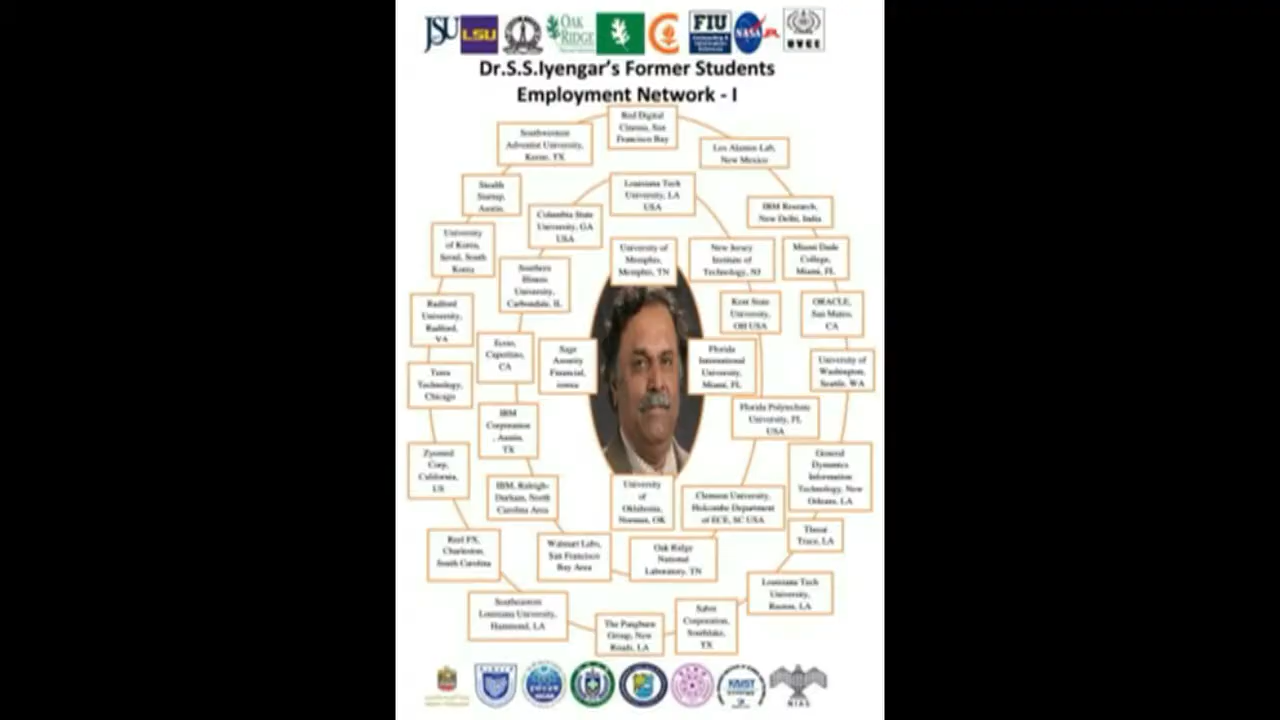 JSU
LSU
OAK
RIDGE
FIU
NASA
UVCE
Dr.S.S.Iyengar's Former Students
Employment Network - I
Red Digital
Cinema, San
Francisco Bay
Southwestern
Adventist University,
Keene, TX
Los Alamos Lab,
New Mexico
Stealth
Startup,
Austin,
Louisiana Tech
University, LA
USA
IBM Research,
New Delhi, India
Columbia State
University, GA
USA
University
of Korea,
Seoul, South
Korea
University of
Memphis,
Memphis, TN
New Jersey
Institute of
Technology, NJ
Miami Dade
College,
Miami, FL
Southern
Illinois
University,
Carbondale, IL
Radford
University,
Radford,
VA
Kent State
University,
OH USA
ORACLE,
San Mateo,
CA
Cupertino,
CA
Sage
Assurity
Financial,
Florida
International
University,
Miami, FL
University of
Washington,
Seattle, WA
Technology,
Chicago
IBM
Corporation
, Austin,
TX
Florida Polytechnic
University, FL
USA
Zyomed
Corp,
California,
US
General
Dynamics
Information
Technology, New
Orleans, LA
IBM, Raleigh-
Durham, North
Carolina Area
University
of
Oklahoma,
Norman, OK
Clemson University,
Holcombe Department
of ECE, SC USA
Threat
Trace, LA
Reel FX,
Charleston,
South Carolina
Walmart Labs,
San Francisco
Bay Area
Oak Ridge
National
Laboratory, TN
Louisiana Tech
University,
Ruston, LA
Southeastern
Louisiana University,
Hammond, LA
The Pangburn
Group, New
Roads, LA
Sabre
Corporation,
Southlake,
TX
KAIST
NIAS